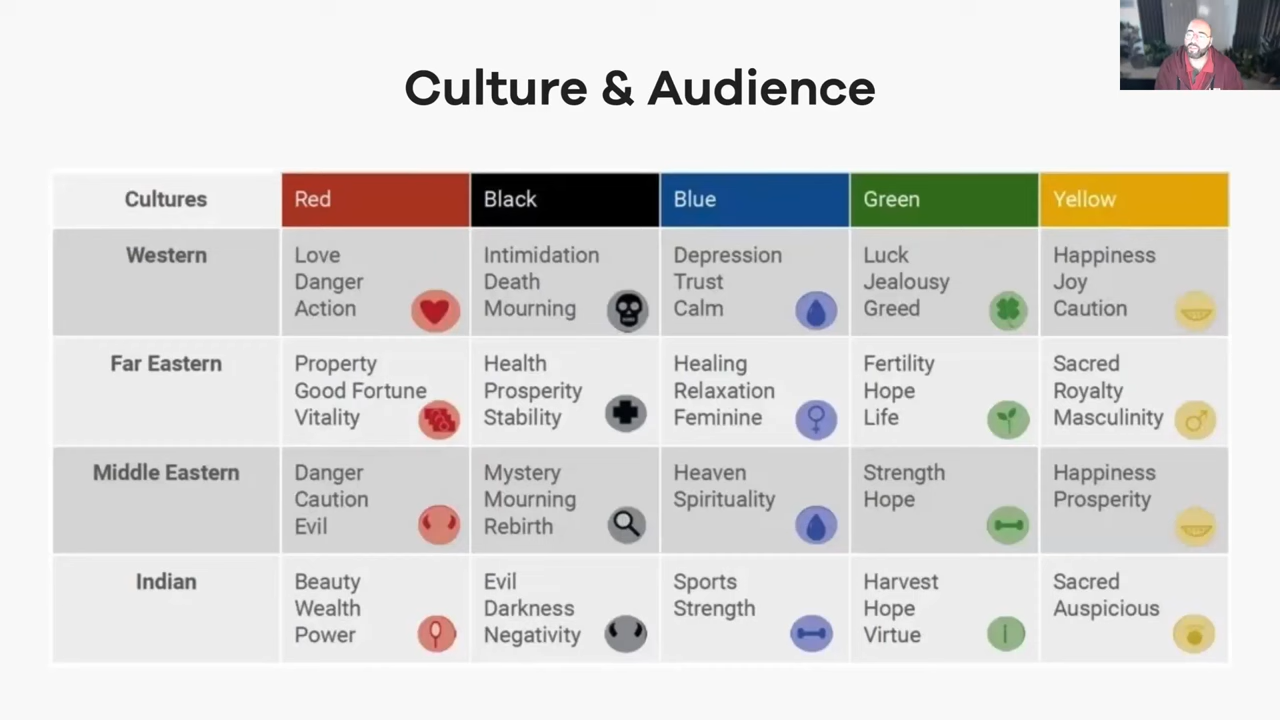 Culture & Audience
Cultures Red Black Blue Green Yellow
Western
Love
Danger
Action
Intimidation
Death
Mourning
Depression
Trust
Calm
Luck
Jealousy
Greed
Happiness
Joy
Caution
Far Eastern
Property
Good Fortune
Vitality
Health
Prosperity
Stability
Healing
Relaxation
Feminine
Fertility
Hope
Life
Sacred
Royalty
Masculinity
Middle Eastern
Danger
Caution
Evil
Mystery
Mourning
Rebirth
Heaven
Spirituality
Strength
Hope
Happiness
Prosperity
Indian
Beauty
Wealth
Power
Evil
Darkness
Negativity
Sports
Strength
Harvest
Hope
Virtue
Sacred
Auspicious